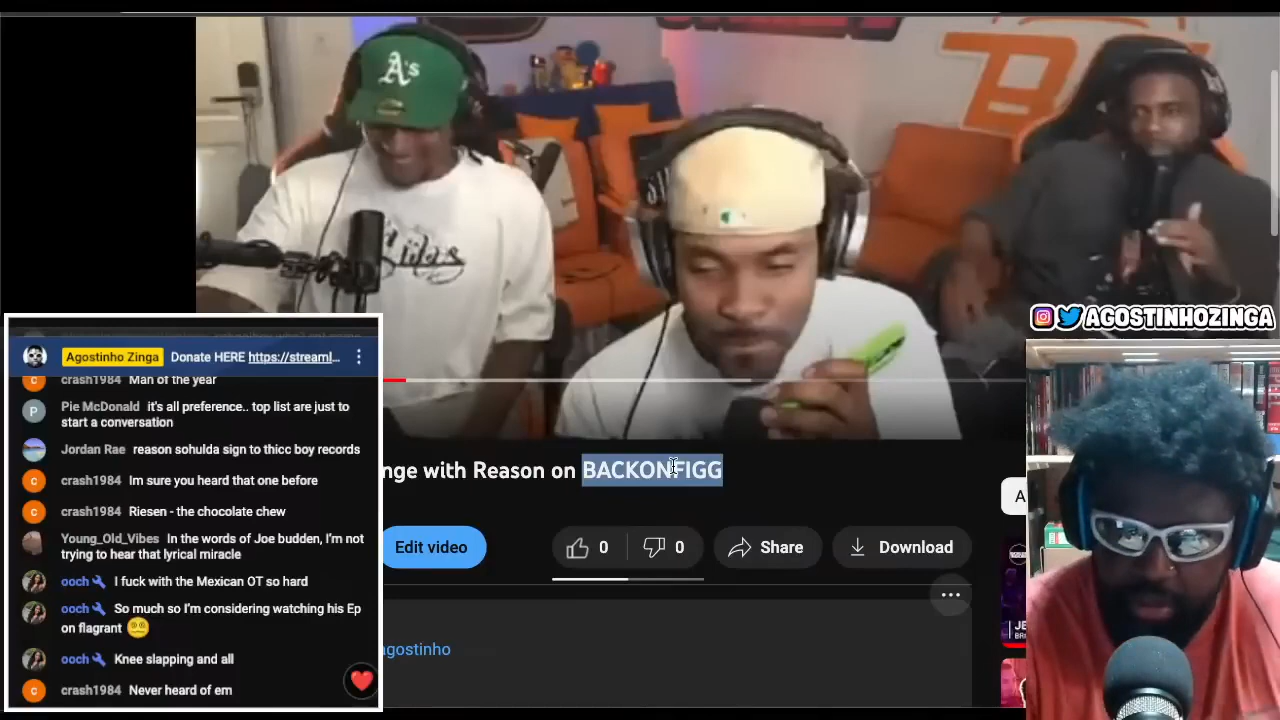 A's
AGOSTINHOZINGA
Agostinho Zinga Donate HERE https://streaml...
crash1984 Man of the year
Pie McDonald it's all preference.. top list are just to
start a conversation
Jordan Rae reason sohulda sign to thicc boy records
crash1984 Im sure you heard that one before
crash1984 Riesen - the chocolate chew
Young_Old_Vibes In the words of Joe budden, I'm not
trying to hear that lyrical miracle
ooch I fuck with the Mexican OT so hard
ooch So much so I'm considering watching his Ep
on flagrant
ooch Knee slapping and all
crash1984 Never heard of em
nge with Reason on BACKONFIGG
A
Edit video
0
0
Share
Download
agostinho
JE